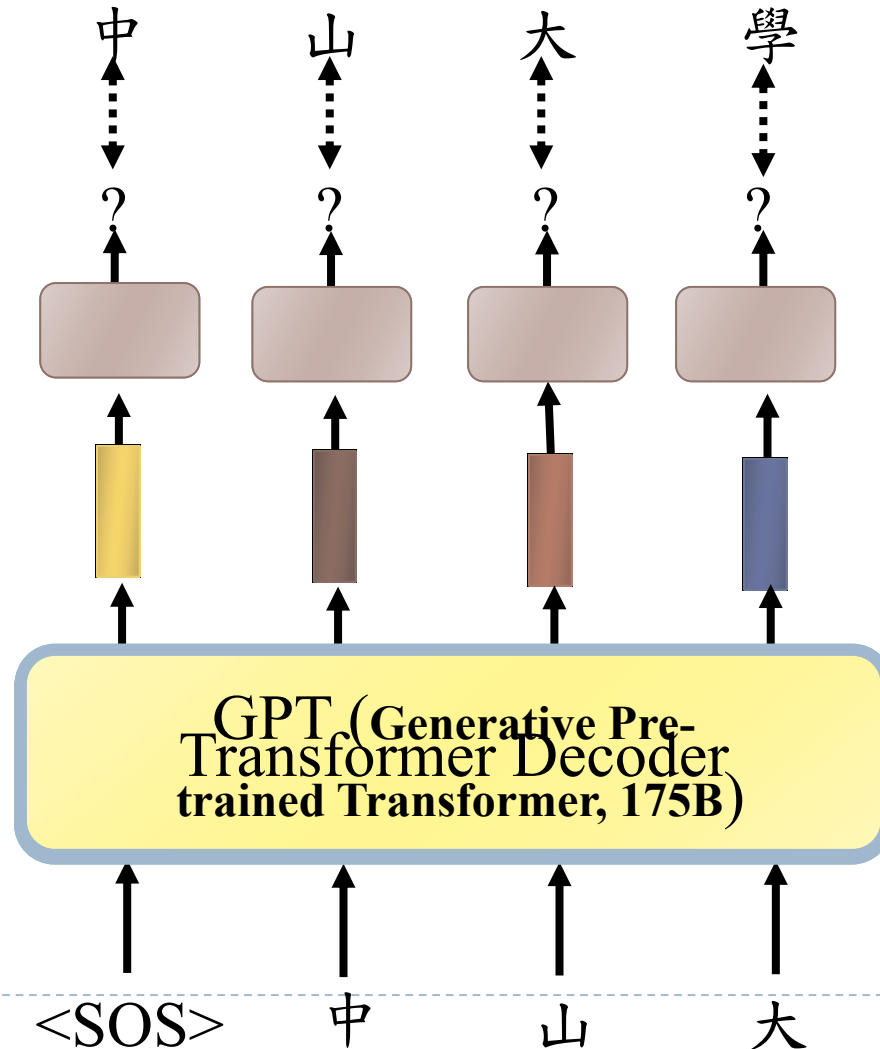 中 山 大 學
? ? ? ?
GPT (Generative Pre-
Transformer Decoder
trained Transformer, 175B)
<SOS> 中 山 大